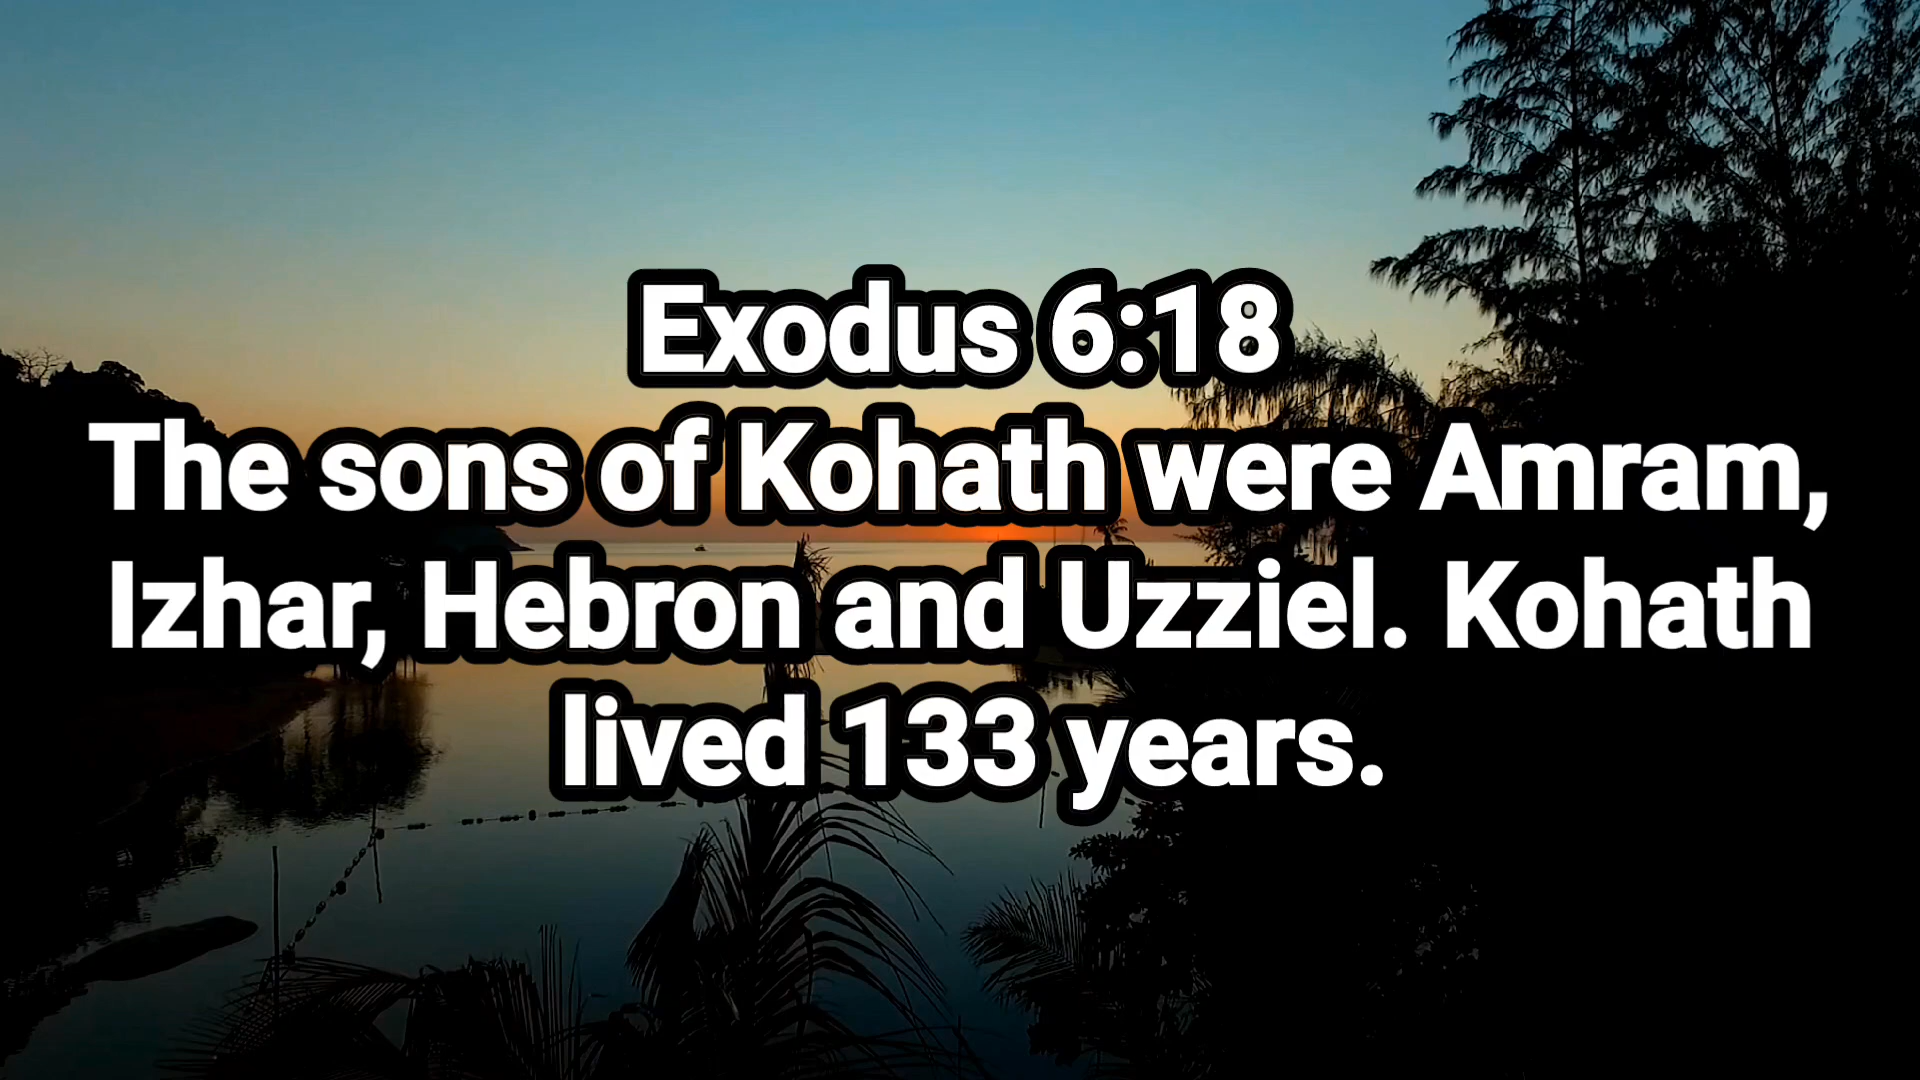 Exodus 6:18
The sons of Kohath were Amram,
Izhar, Hebron and Uzziel. Kohath
lived 133 years.